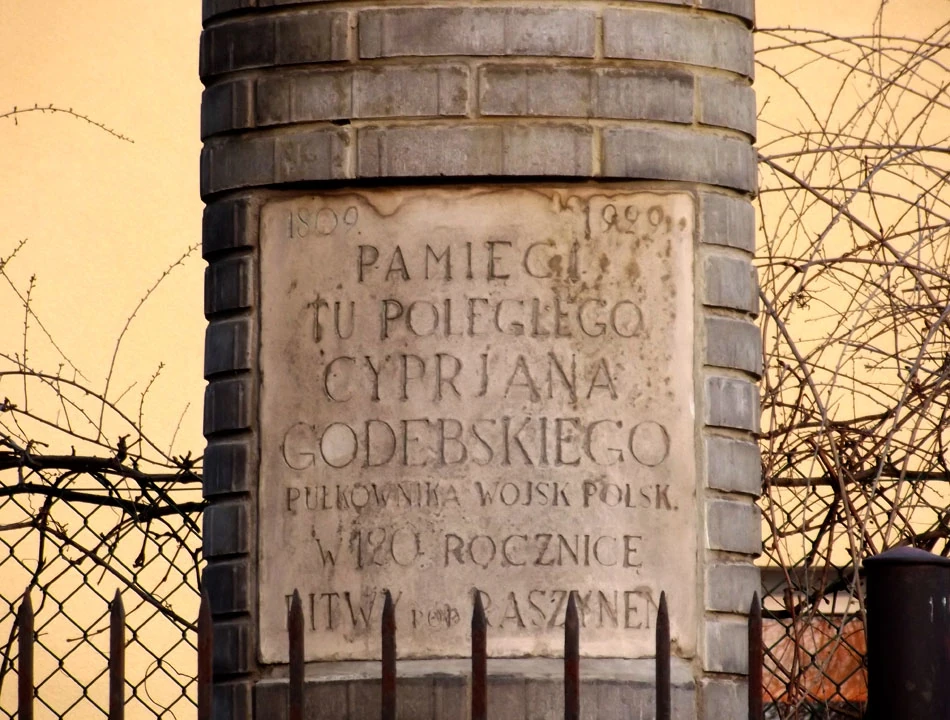 1809. 1929.
PAMIĘCI
TU POLEGŁEGO
CYPRJANA
GODEBSKIEGO
PUŁKOWNIKA WOJSK POLSK.
W 120. ROCZNICĘ
BITWY POD RASZYNEM